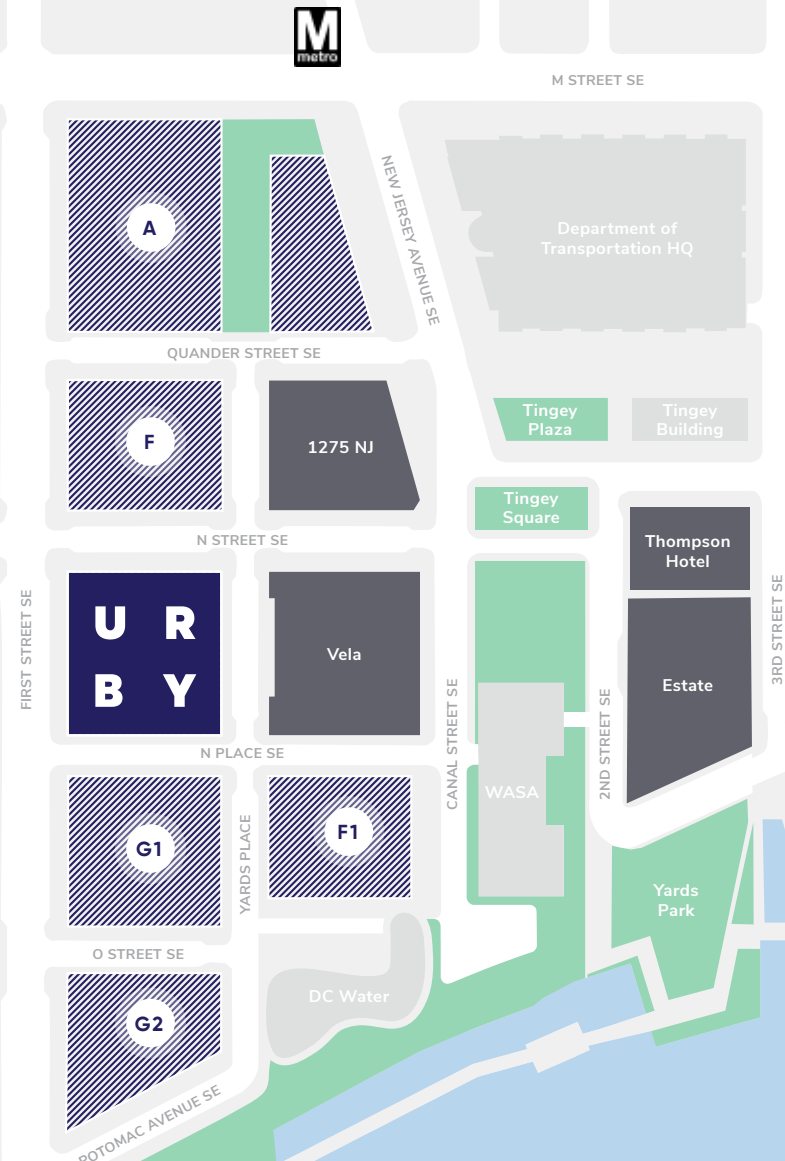 M
metro
M STREET SE
NEW JERSEY AVENUE SE
A
Department of
Transportation HQ
QUANDER STREET SE
F
1275 NJ
Tingey
Plaza
Tingey
Building
Tingey
Square
N STREET SE
Thompson
Hotel
FIRST STREET SE
U R
B Y
Vela
Estate
3RD STREET SE
N PLACE SE
CANAL STREET SE
2ND STREET SE
WASA
G1
YARDS PLACE
F1
Yards
Park
O STREET SE
DC Water
G2
POTOMAC AVENUE SE